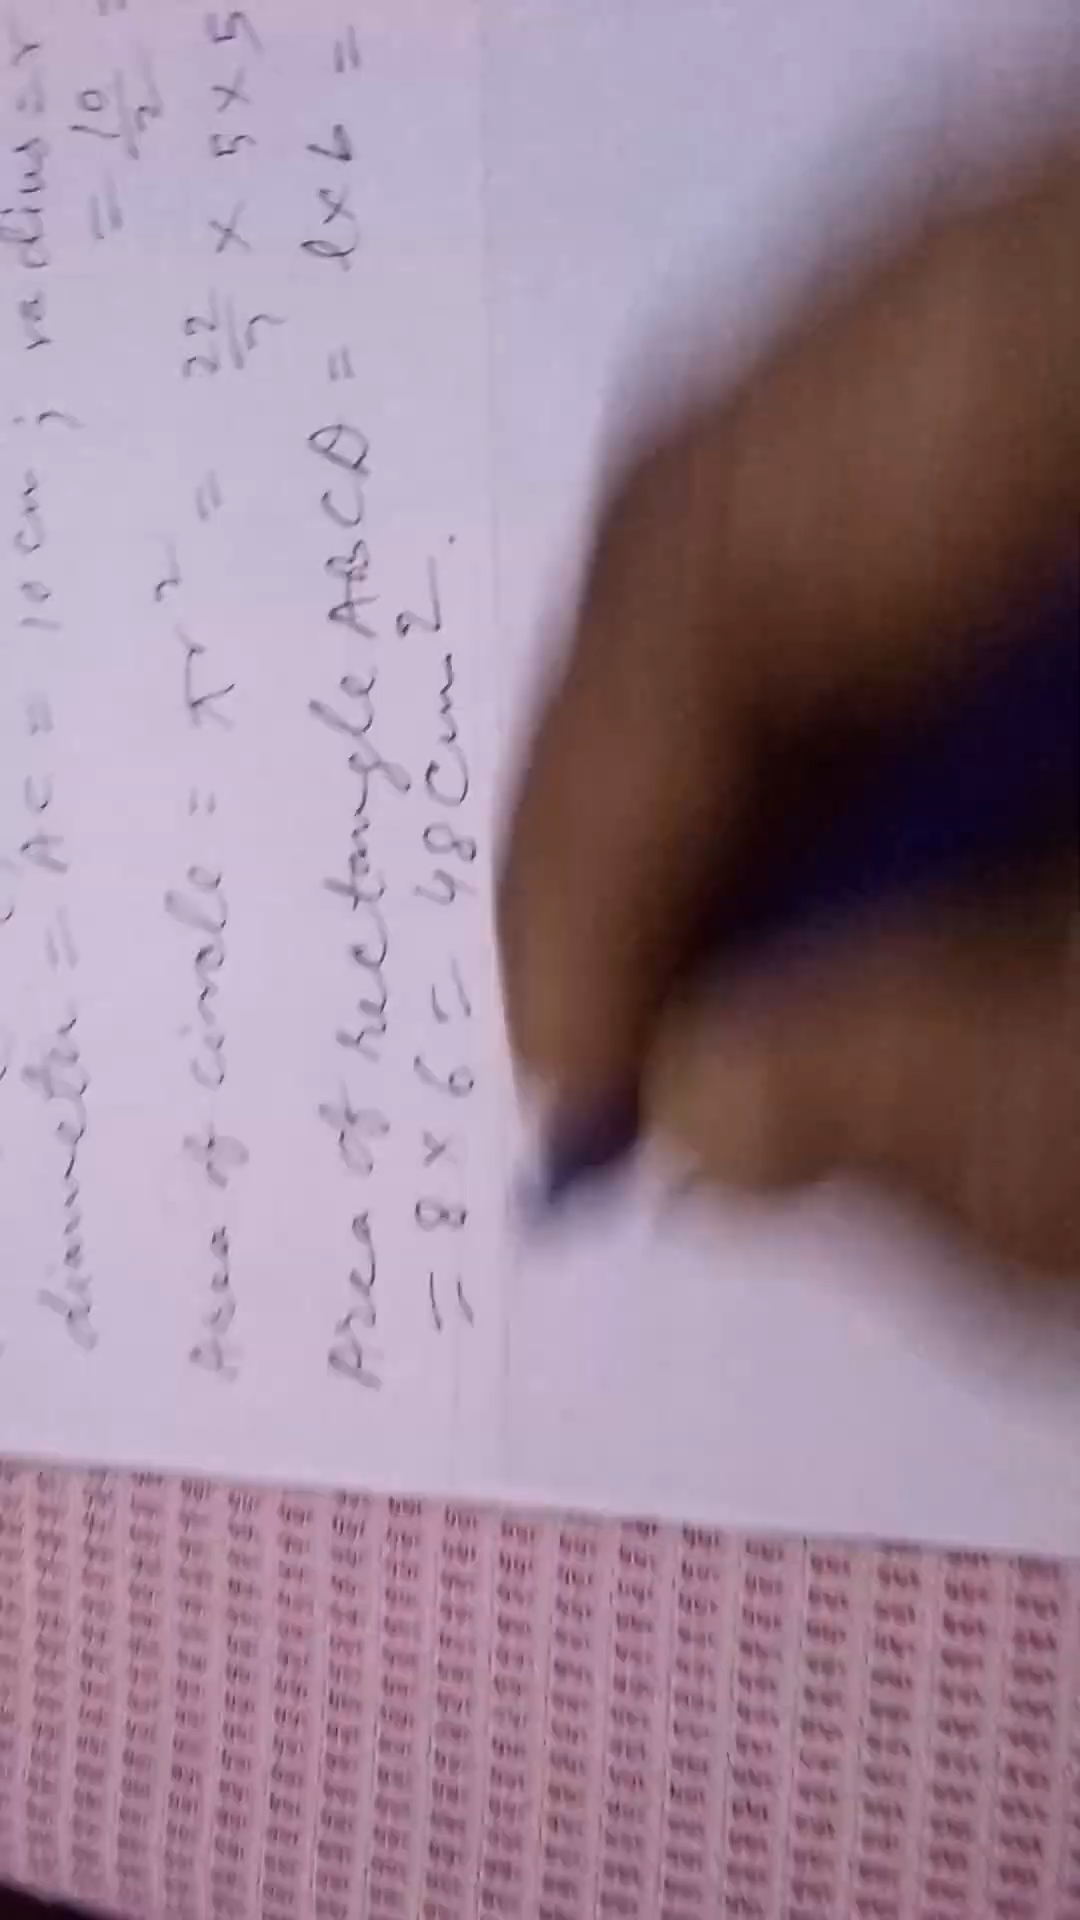 diameter = AC = 10 cm ; radius = r
= 10/2 =
Area of circle = πr² = 22/7 × 5 × 5
Area of rectangle ABCD = l × b =
= 8 × 6 = 48 Cm².